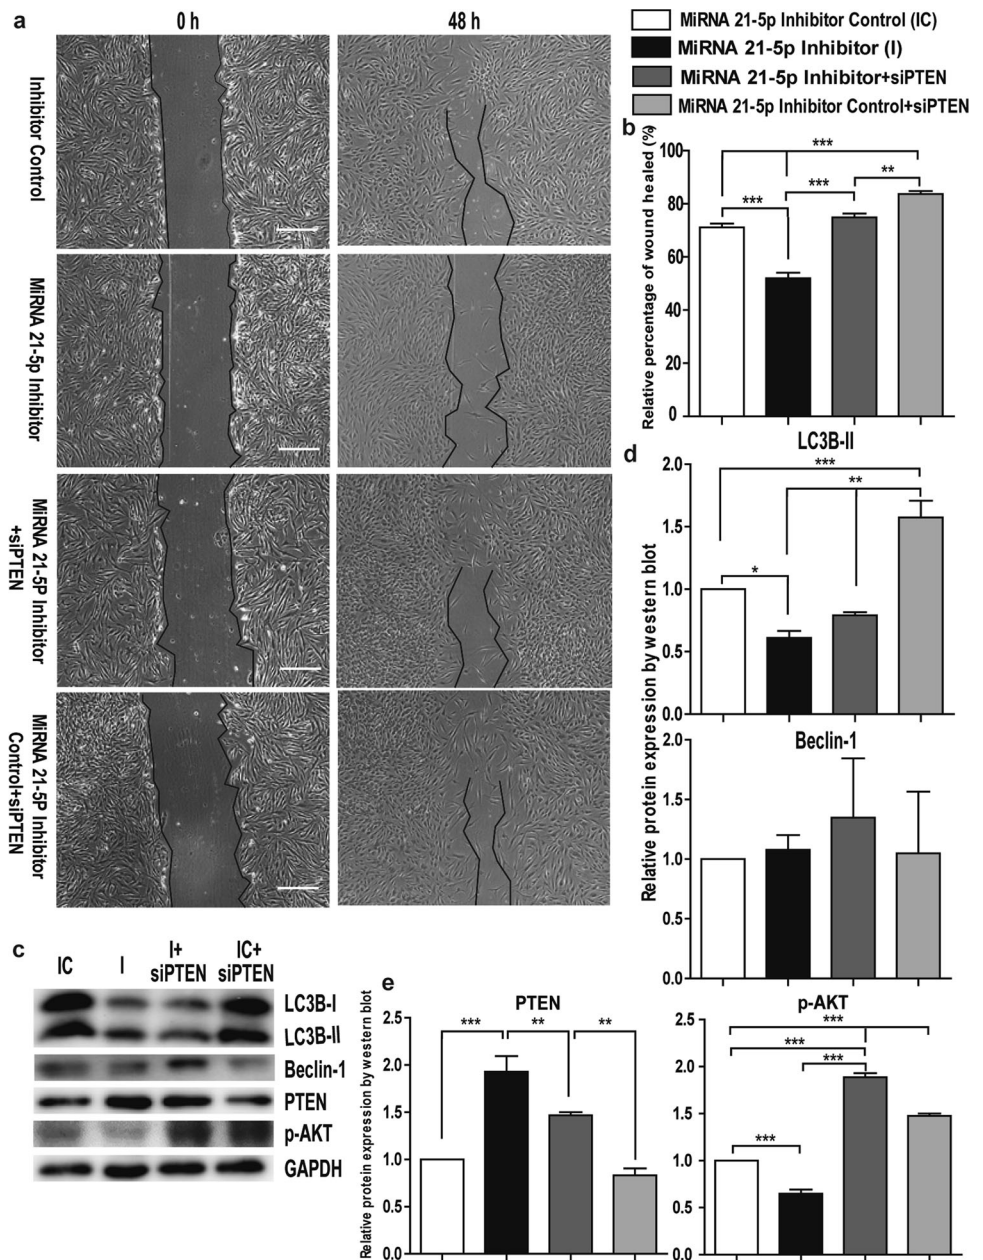 a
0 h
48 h
Inhibitor Control
MiRNA 21-5p Inhibitor
MiRNA 21-5P Inhibitor
+siPTEN
MiRNA 21-5P Inhibitor
Control+siPTEN
MiRNA 21-5p Inhibitor Control (IC)
MiRNA 21-5p Inhibitor (I)
MiRNA 21-5p Inhibitor+siPTEN
MiRNA 21-5p Inhibitor Control+siPTEN
b
Relative percentage of wound healed (%)
100
80
60
40
20
0
***
***
***
**
d
Relative protein expression by western blot
LC3B-II
2.0
1.5
1.0
0.5
0.0
***
**
*
Beclin-1
2.0
1.5
1.0
0.5
0.0
c
IC
I
I+
siPTEN
IC+
siPTEN
LC3B-I
LC3B-II
Beclin-1
PTEN
p-AKT
GAPDH
e
Relative protein expression by western blot
PTEN
2.5
2.0
1.5
1.0
0.5
0.0
***
**
**
p-AKT
2.5
2.0
1.5
1.0
0.5
0.0
***
***
***
***